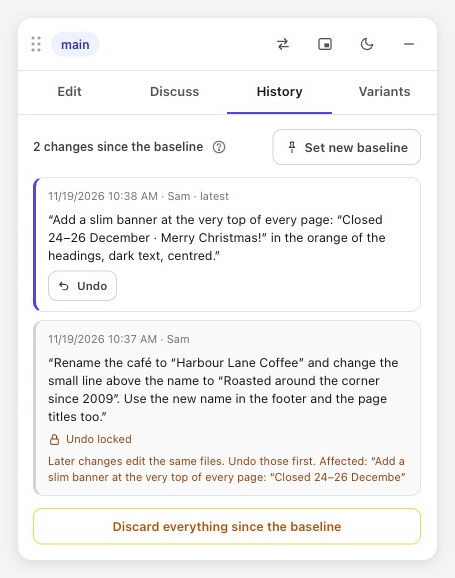 main
Edit
Discuss
History
Variants
2 changes since the baseline
Set new baseline
11/19/2026 10:38 AM · Sam · latest
“Add a slim banner at the very top of every page: “Closed
24–26 December · Merry Christmas!” in the orange of the
headings, dark text, centred.”
Undo
11/19/2026 10:37 AM · Sam
“Rename the café to “Harbour Lane Coffee” and change the
small line above the name to “Roasted around the corner
since 2009”. Use the new name in the footer and the page
titles too.”
Undo locked
Later changes edit the same files. Undo those first. Affected: “Add a
slim banner at the very top of every page: “Closed 24–26 Decembe”
Discard everything since the baseline